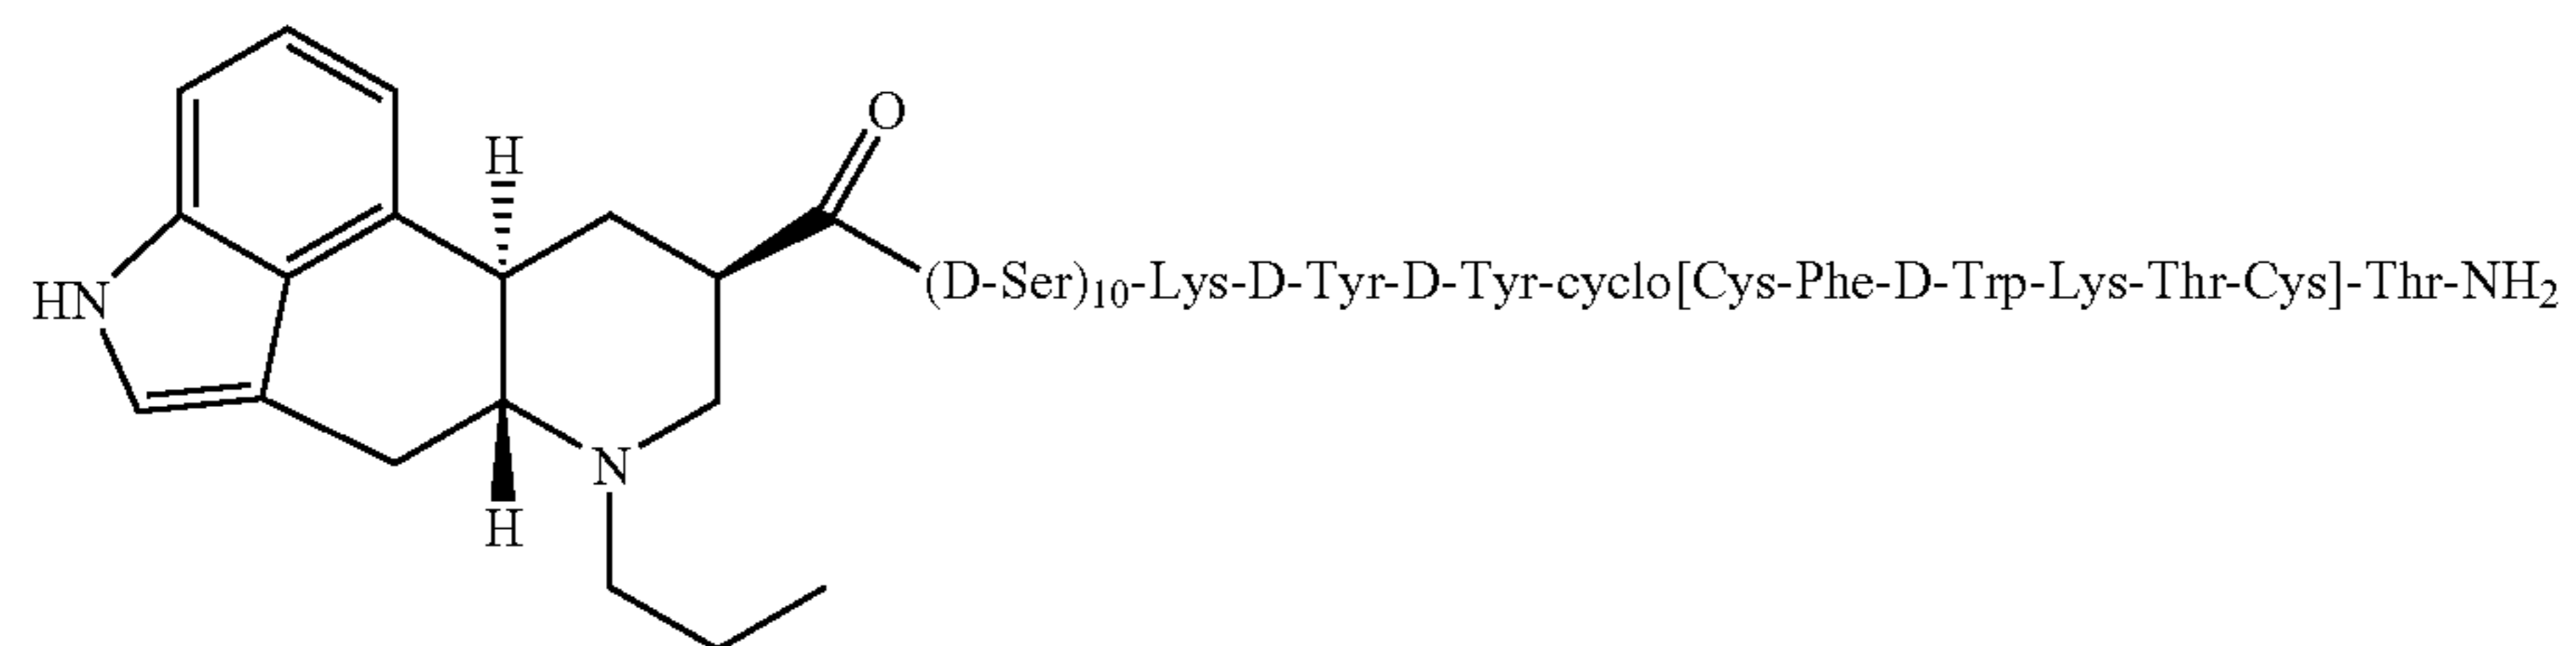 O
H
(D-Ser)10-Lys-D-Tyr-D-Tyr-cyclo[Cys-Phe-D-Trp-Lys-Thr-Cys]-Thr-NH2
HN
N
H